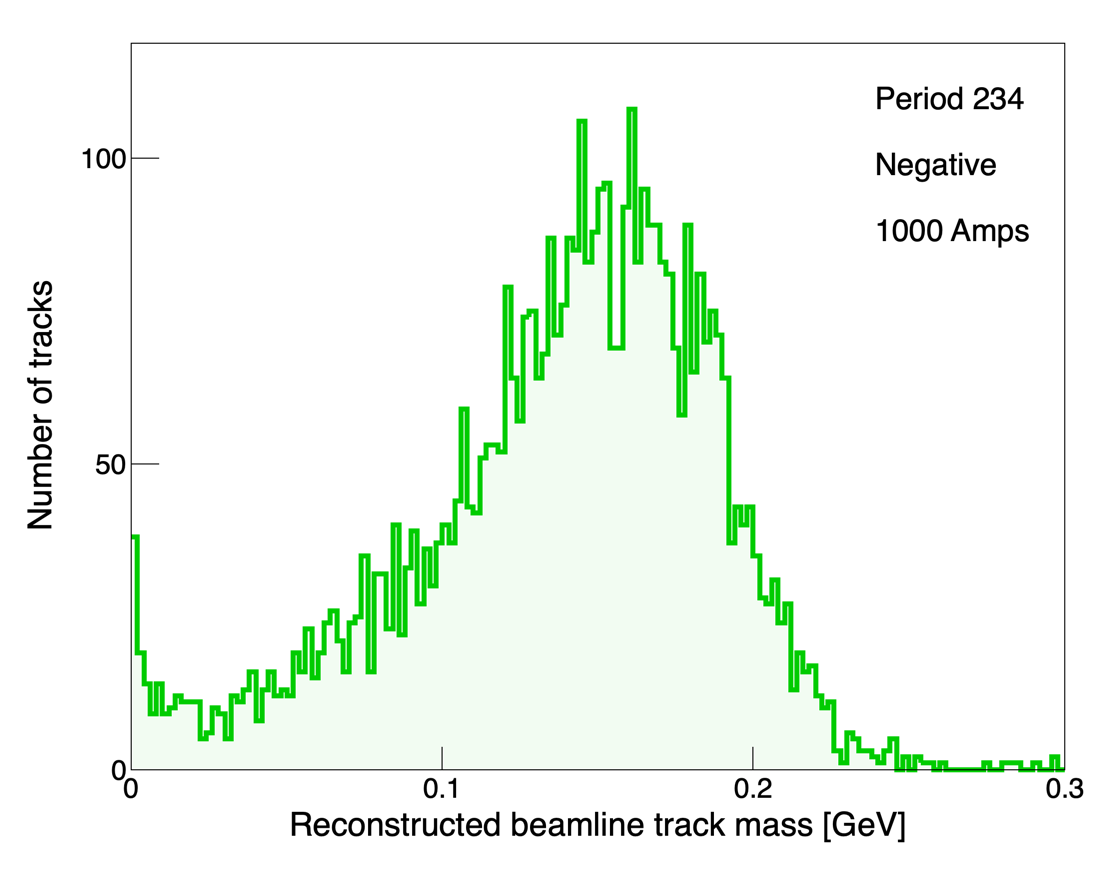 Period 234
Negative
1000 Amps
Number of tracks
100
50
0
0 0.1 0.2 0.3
Reconstructed beamline track mass [GeV]